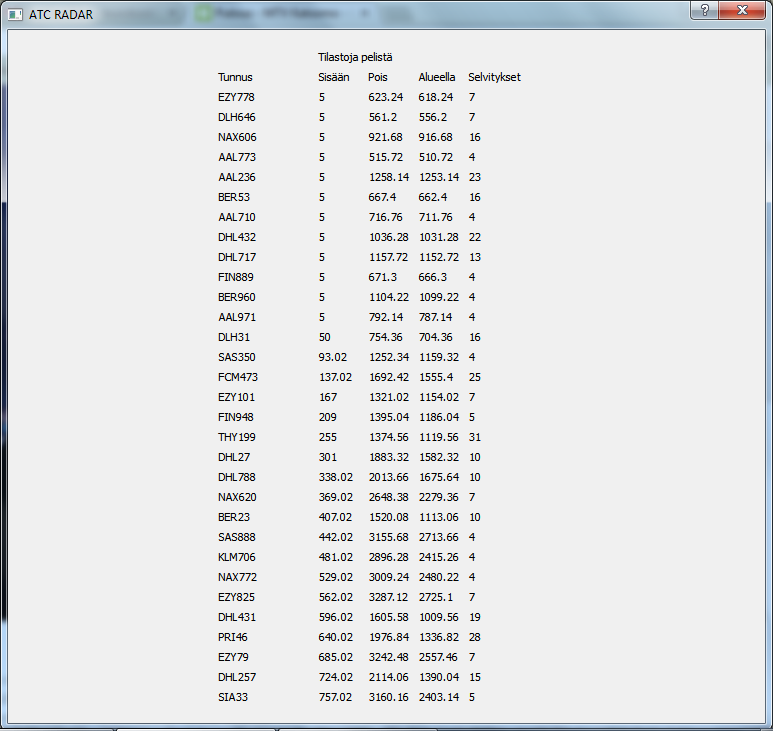 ATC RADAR
Tilastoja pelistä
Tunnus Sisään Pois Alueella Selvitykset
EZY778 5 623.24 618.24 7
DLH646 5 561.2 556.2 7
NAX606 5 921.68 916.68 16
AAL773 5 515.72 510.72 4
AAL236 5 1258.14 1253.14 23
BER53 5 667.4 662.4 16
AAL710 5 716.76 711.76 4
DHL432 5 1036.28 1031.28 22
DHL717 5 1157.72 1152.72 13
FIN889 5 671.3 666.3 4
BER960 5 1104.22 1099.22 4
AAL971 5 792.14 787.14 4
DLH31 50 754.36 704.36 16
SAS350 93.02 1252.34 1159.32 4
FCM473 137.02 1692.42 1555.4 25
EZY101 167 1321.02 1154.02 7
FIN948 209 1395.04 1186.04 5
THY199 255 1374.56 1119.56 31
DHL27 301 1883.32 1582.32 10
DHL788 338.02 2013.66 1675.64 10
NAX620 369.02 2648.38 2279.36 7
BER23 407.02 1520.08 1113.06 10
SAS888 442.02 3155.68 2713.66 4
KLM706 481.02 2896.28 2415.26 4
NAX772 529.02 3009.24 2480.22 4
EZY825 562.02 3287.12 2725.1 7
DHL431 596.02 1605.58 1009.56 19
PRI46 640.02 1976.84 1336.82 28
EZY79 685.02 3242.48 2557.46 7
DHL257 724.02 2114.06 1390.04 15
SIA33 757.02 3160.16 2403.14 5